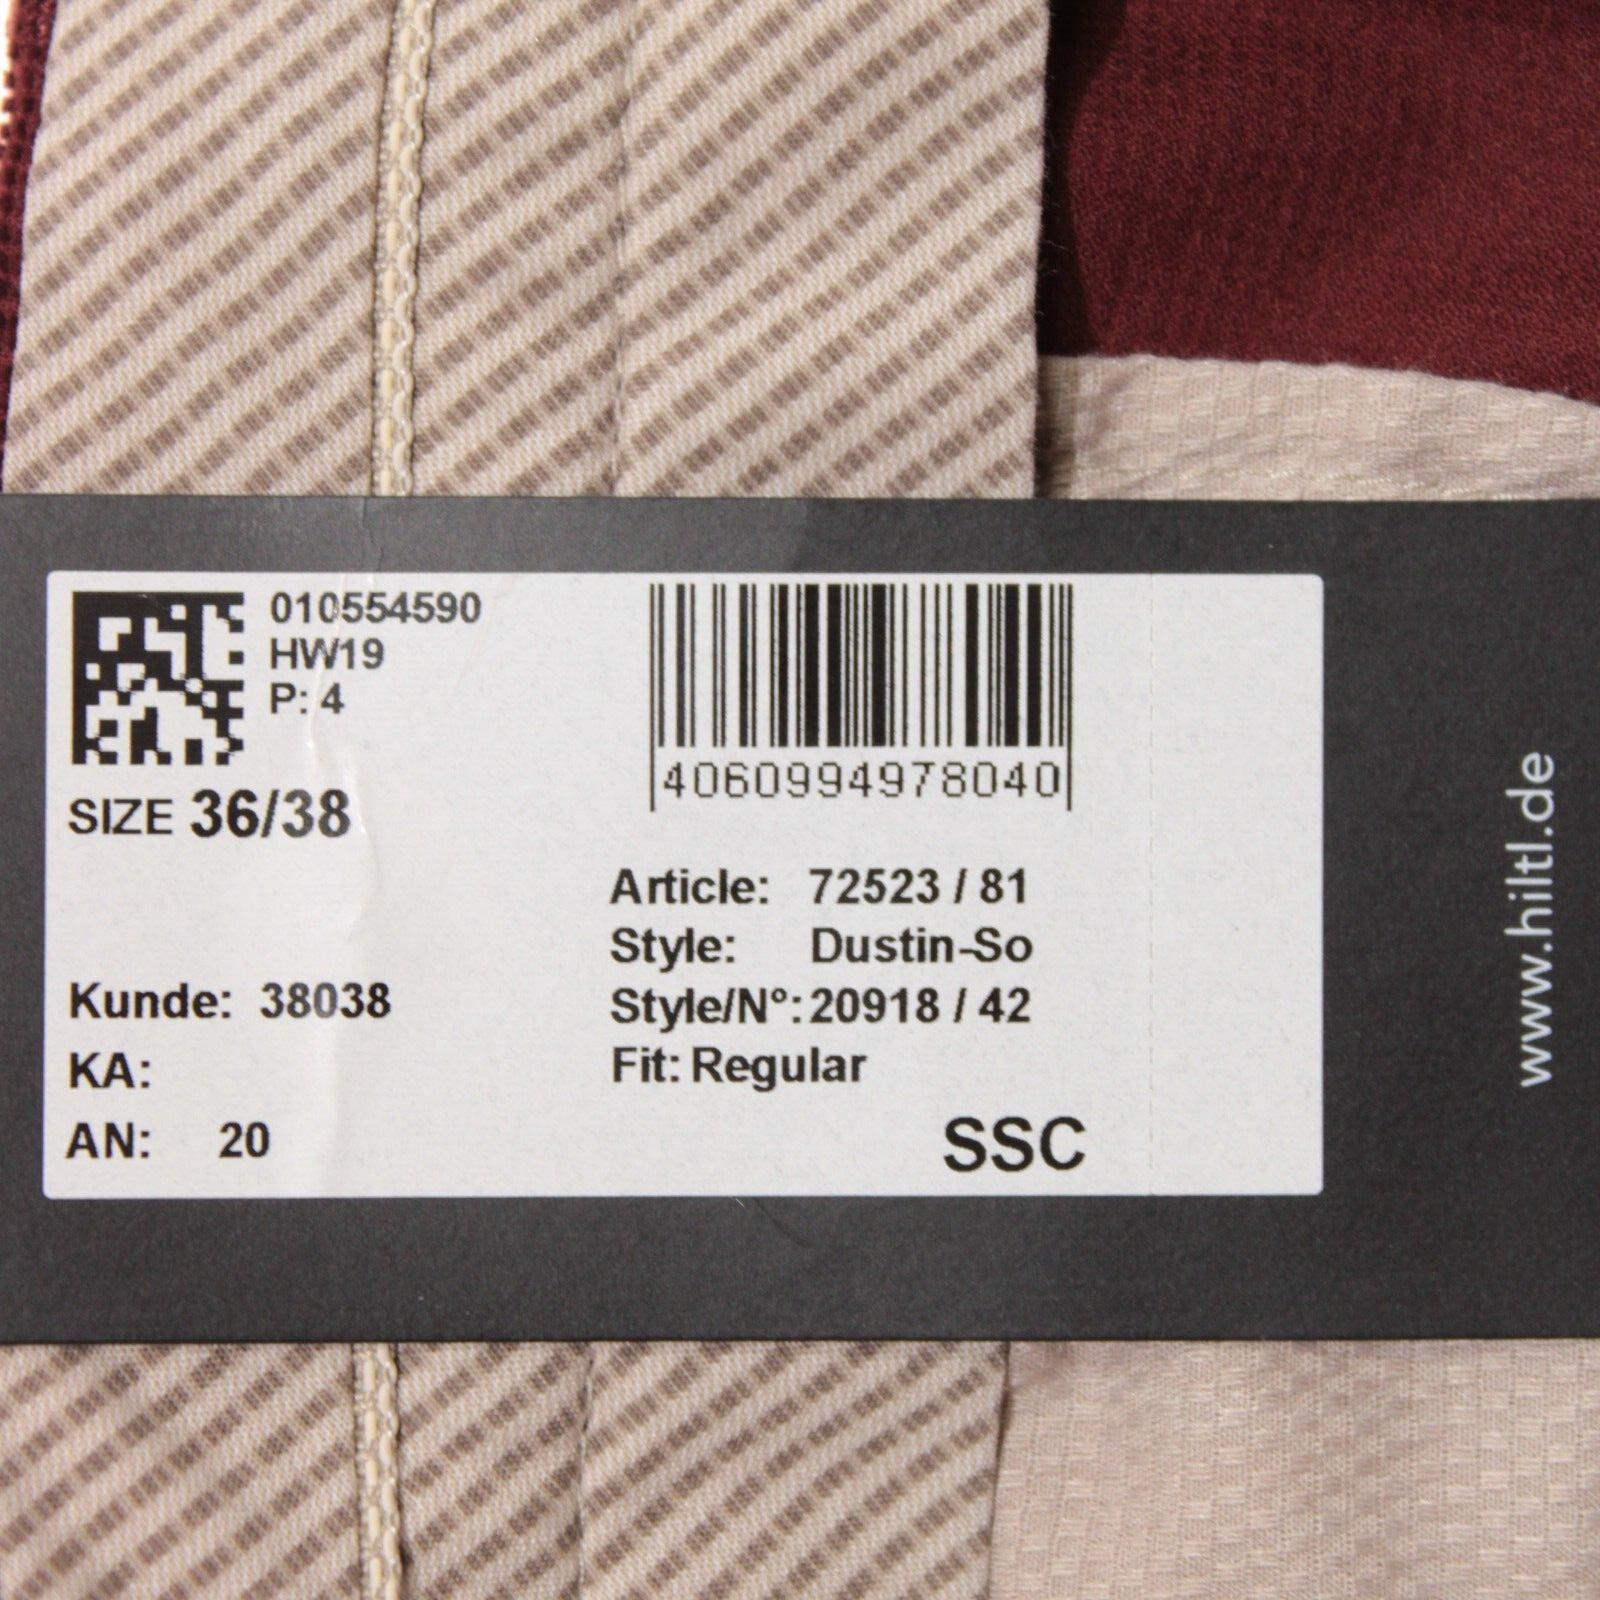 010554590
HW19
P: 4
SIZE 36/38
4060994978040
Article: 72523 / 81
Style: Dustin-So
Style/N°: 20918 / 42
Fit: Regular
Kunde: 38038
KA:
AN: 20
SSC
www.hiltl.de